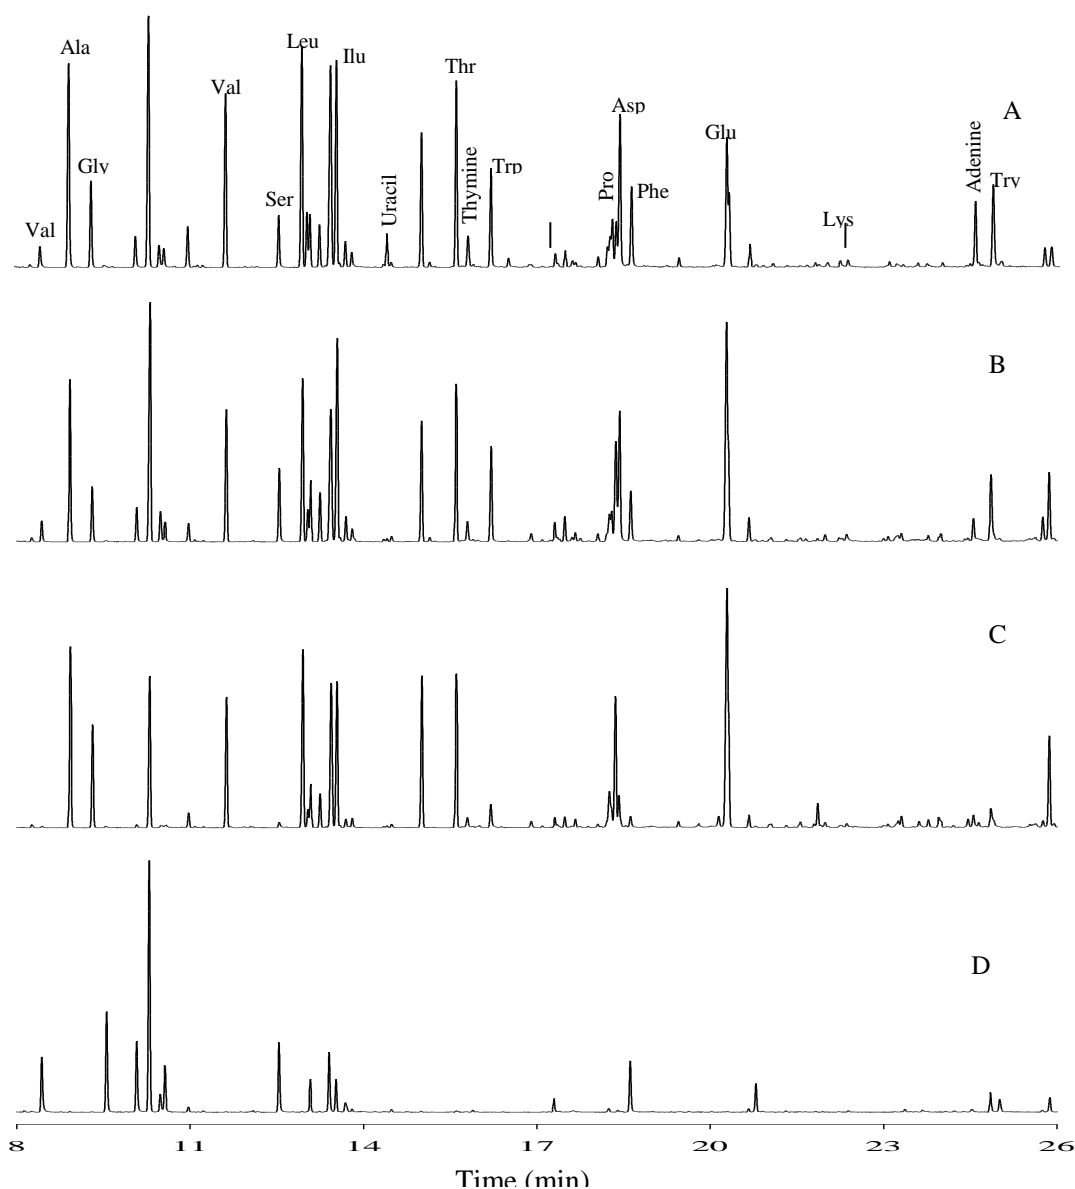 Ala
Leu
Ilu
Thr
Val
Asp
A
Glu
Gly
Thymine
Trp
Pro
Phe
Adenine
Try
Ser
Uracil
Val
Lys
B
C
D
8 11 14 17 20 23 26
Time (min)